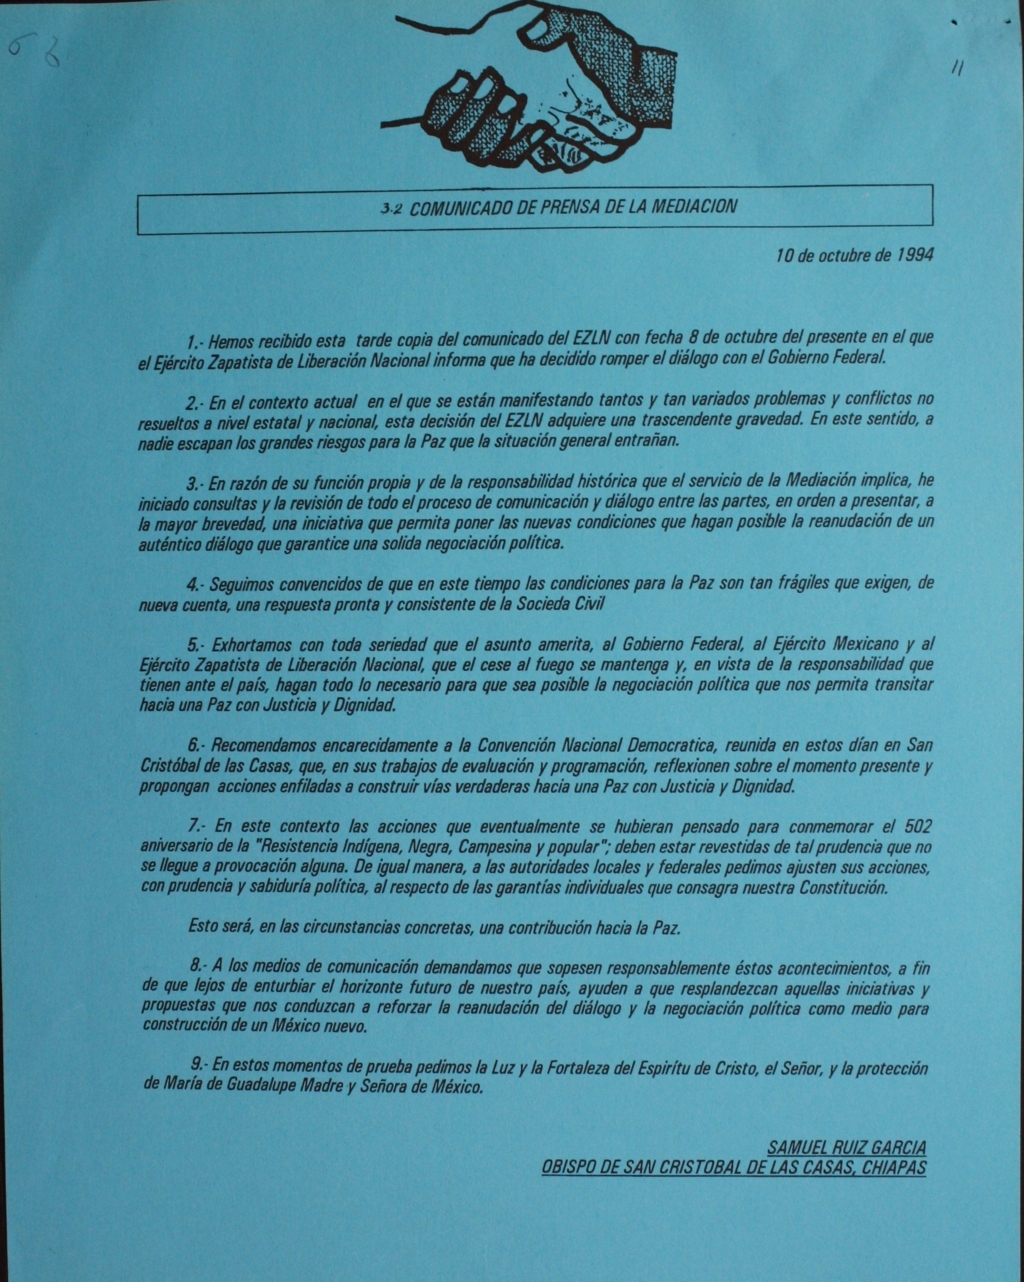 11
3.2 COMUNICADO DE PRENSA DE LA MEDIACION
10 de octubre de 1994
1.- Hemos recibido esta tarde copia del comunicado del EZLN con fecha 8 de octubre del presente en el que
el Ejército Zapatista de Liberación Nacional informa que ha decidido romper el diálogo con el Gobierno Federal.
2.- En el contexto actual en el que se están manifestando tantos y tan variados problemas y conflictos no
resueltos a nivel estatal y nacional, esta decisión del EZLN adquiere una trascendente gravedad. En este sentido, a
nadie escapan los grandes riesgos para la Paz que la situación general entrañan.
3.- En razón de su función propia y de la responsabilidad histórica que el servicio de la Mediación implica, he
iniciado consultas y la revisión de todo el proceso de comunicación y diálogo entre las partes, en orden a presentar, a
la mayor brevedad, una iniciativa que permita poner las nuevas condiciones que hagan posible la reanudación de un
auténtico diálogo que garantice una solida negociación política.
4.- Seguimos convencidos de que en este tiempo las condiciones para la Paz son tan frágiles que exigen, de
nueva cuenta, una respuesta pronta y consistente de la Socieda Civil
5.- Exhortamos con toda seriedad que el asunto amerita, al Gobierno Federal, al Ejército Mexicano y al
Ejército Zapatista de Liberación Nacional, que el cese al fuego se mantenga y, en vista de la responsabilidad que
tienen ante el país, hagan todo lo necesario para que sea posible la negociación política que nos permita transitar
hacia una Paz con Justicia y Dignidad.
6.- Recomendamos encarecidamente a la Convención Nacional Democratica, reunida en estos dían en San
Cristóbal de las Casas, que, en sus trabajos de evaluación y programación, reflexionen sobre el momento presente y
propongan acciones enfiladas a construir vías verdaderas hacia una Paz con Justicia y Dignidad.
7.- En este contexto las acciones que eventualmente se hubieran pensado para conmemorar el 502
aniversario de la "Resistencia Indígena, Negra, Campesina y popular"; deben estar revestidas de tal prudencia que no
se llegue a provocación alguna. De igual manera, a las autoridades locales y federales pedimos ajusten sus acciones,
con prudencia y sabiduría política, al respecto de las garantías individuales que consagra nuestra Constitución.
Esto será, en las circunstancias concretas, una contribución hacia la Paz.
8.- A los medios de comunicación demandamos que sopesen responsablemente éstos acontecimientos, a fin
de que lejos de enturbiar el horizonte futuro de nuestro país, ayuden a que resplandezcan aquellas iniciativas y
propuestas que nos conduzcan a reforzar la reanudación del diálogo y la negociación política como medio para
construcción de un México nuevo.
9.- En estos momentos de prueba pedimos la Luz y la Fortaleza del Espirítu de Cristo, el Señor, y la protección
de María de Guadalupe Madre y Señora de México.
SAMUEL RUIZ GARCIA
OBISPO DE SAN CRISTOBAL DE LAS CASAS, CHIAPAS